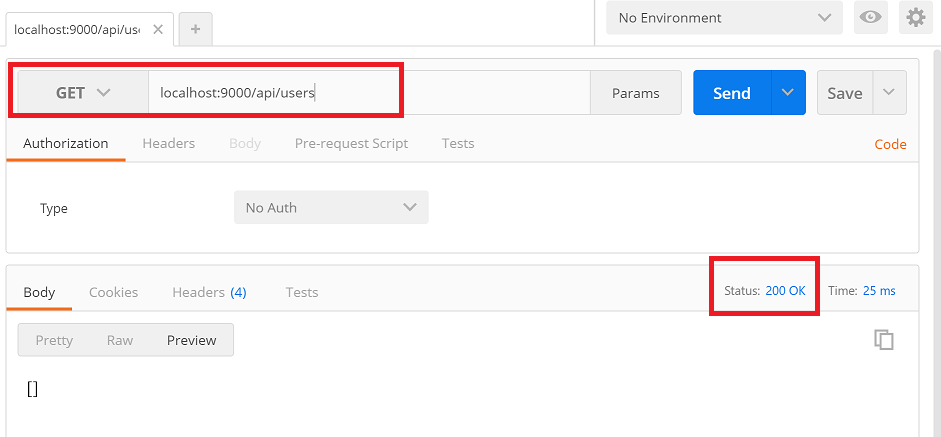 localhost:9000/api/use
No Environment
GET localhost:9000/api/users Params Send Save
Authorization Headers Body Pre-request Script Tests Code
Type No Auth
Body Cookies Headers (4) Tests Status: 200 OK Time: 25 ms
Pretty Raw Preview
[]